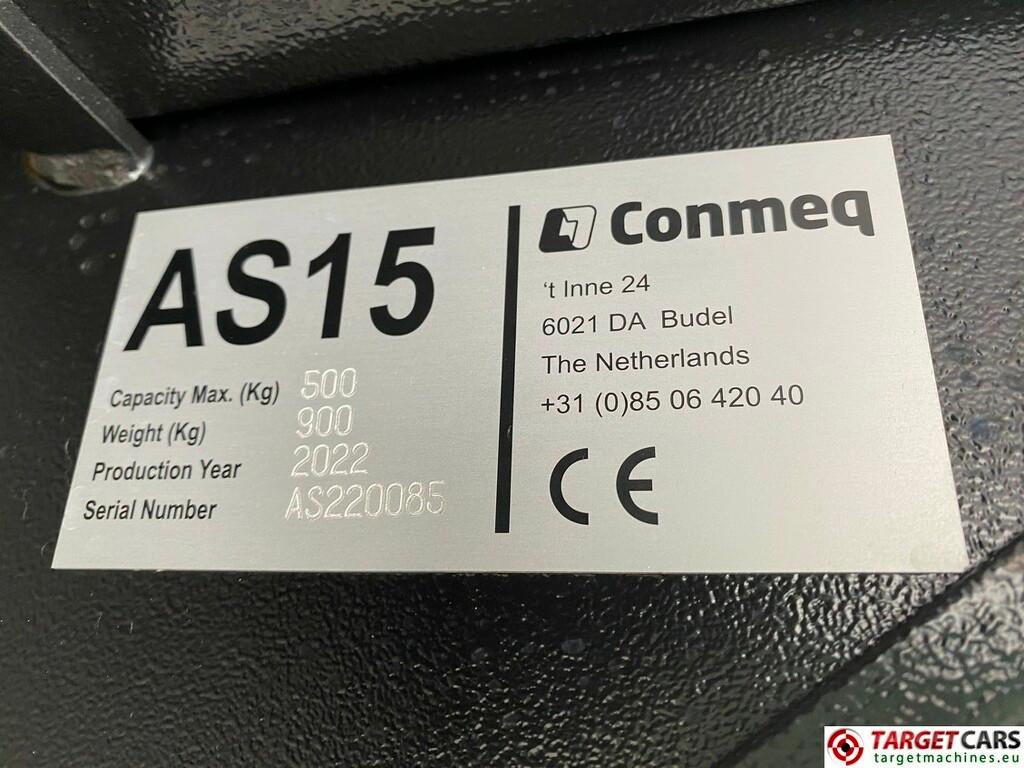 AS15
Capacity Max. (Kg) 500
Weight (Kg) 900
Production Year 2022
Serial Number AS220085
Conmeq
't Inne 24
6021 DA Budel
The Netherlands
+31 (0)85 06 420 40
CE
TARGET CARS
targetmachines.eu